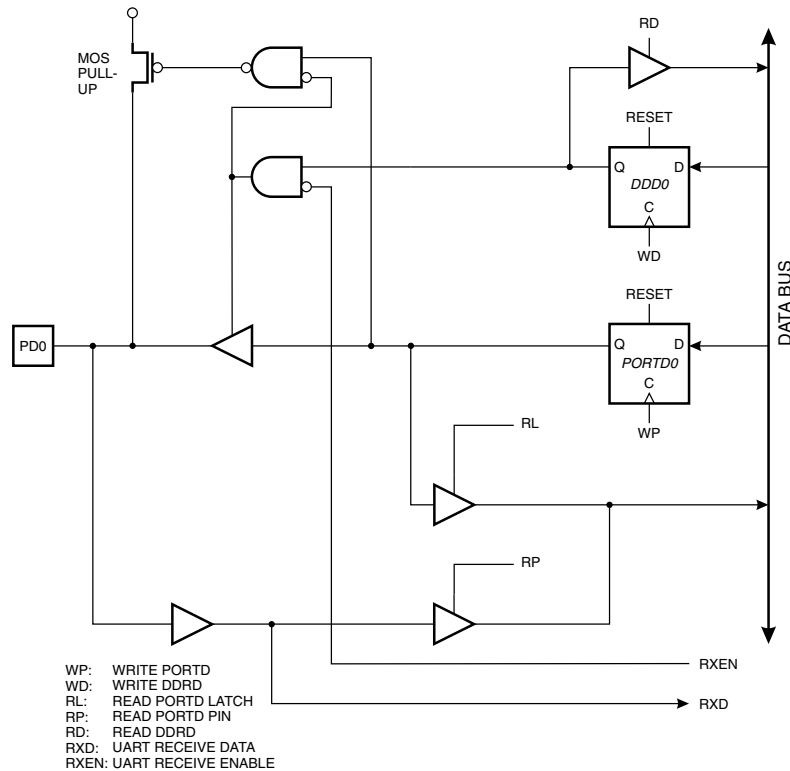 RD
MOS
PULL-
UP
RESET
Q
D
DDD0
C
WD
DATA BUS
RESET
PD0
Q
D
PORTD0
C
WP
RL
RP
RXEN
RXD
WP: WRITE PORTD
WD: WRITE DDRD
RL: READ PORTD LATCH
RP: READ PORTD PIN
RD: READ DDRD
RXD: UART RECEIVE DATA
RXEN: UART RECEIVE ENABLE